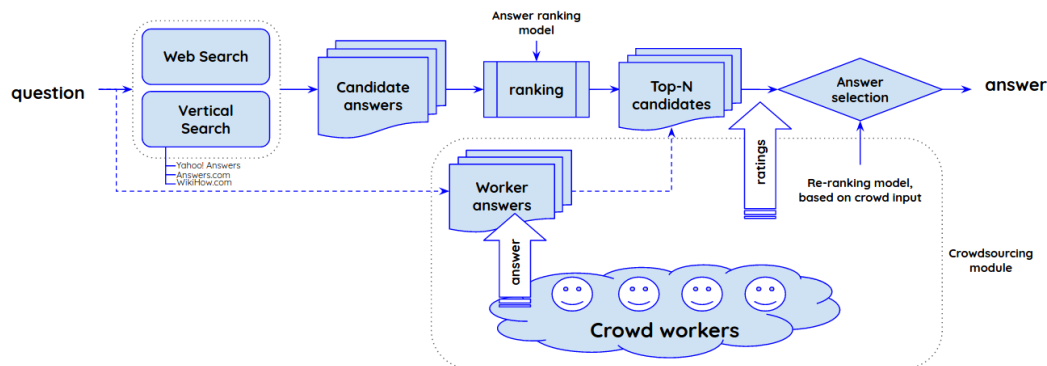 Answer ranking
model
Web Search
question
Vertical
Search
Candidate
answers
ranking
Top-N
candidates
Answer
selection
answer
Yahoo! Answers
Answers.com
WikiHow.com
Worker
answers
ratings
Re-ranking model,
based on crowd input
answer
Crowdsourcing
module
Crowd workers